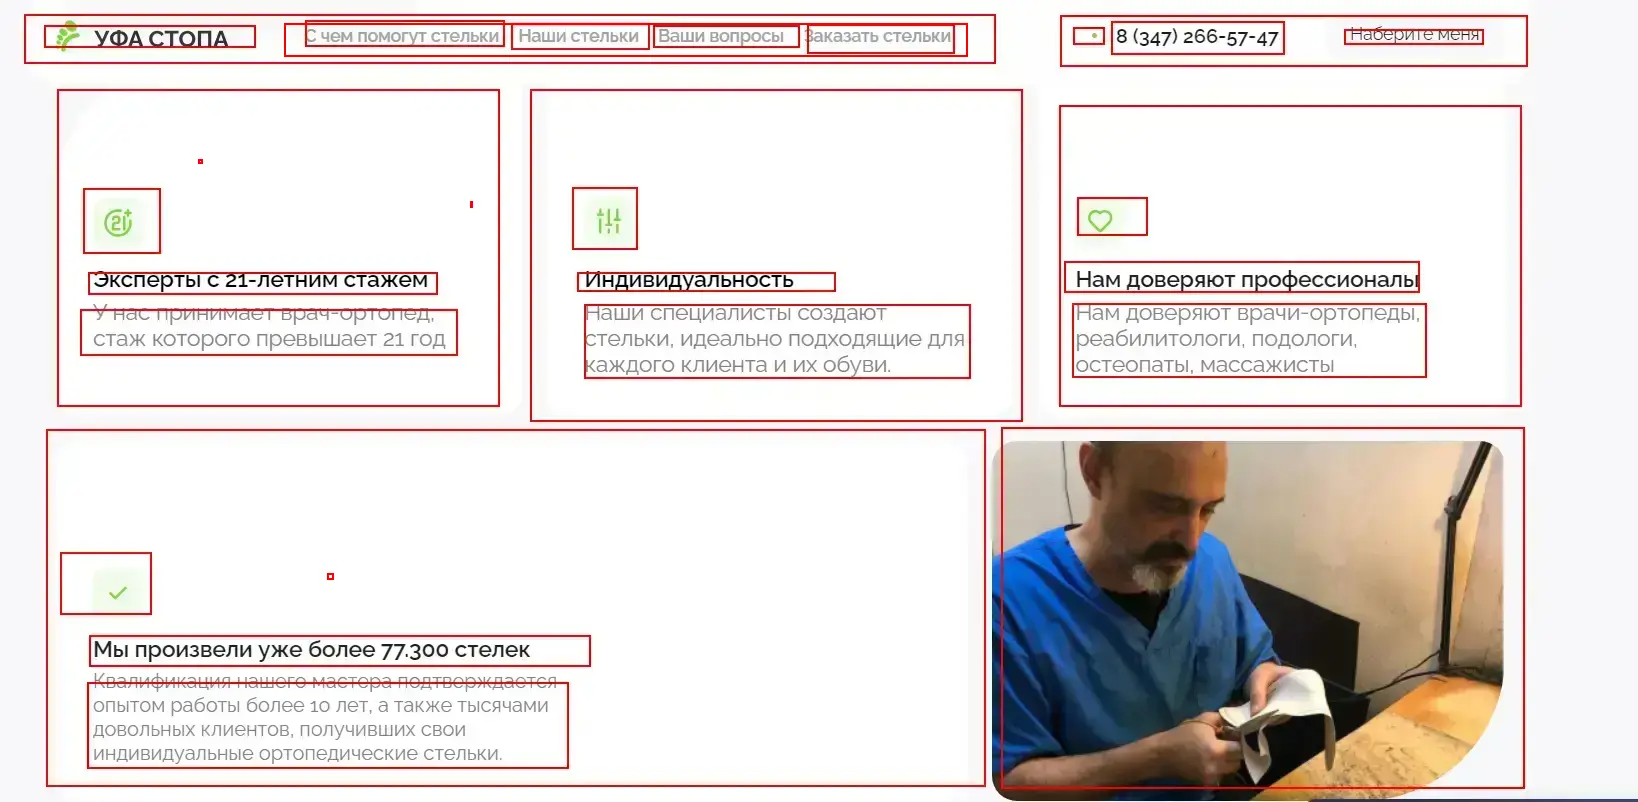 УФА СТОПА
С чем помогут стельки
Наши стельки
Ваши вопросы
Заказать стельки
8 (347) 266-57-47
Наберите меня
21+
Эксперты с 21-летним стажем
У нас принимает врач-ортопед,
стаж которого превышает 21 год
Индивидуальность
Наши специалисты создают
стельки, идеально подходящие для
каждого клиента и их обуви.
Нам доверяют профессионалы
Нам доверяют врачи-ортопеды,
реабилитологи, подологи,
остеопаты, массажисты
Мы произвели уже более 77.300 стелек
Квалификация нашего мастера подтверждается
опытом работы более 10 лет, а также тысячами
довольных клиентов, получивших свои
индивидуальные ортопедические стельки.